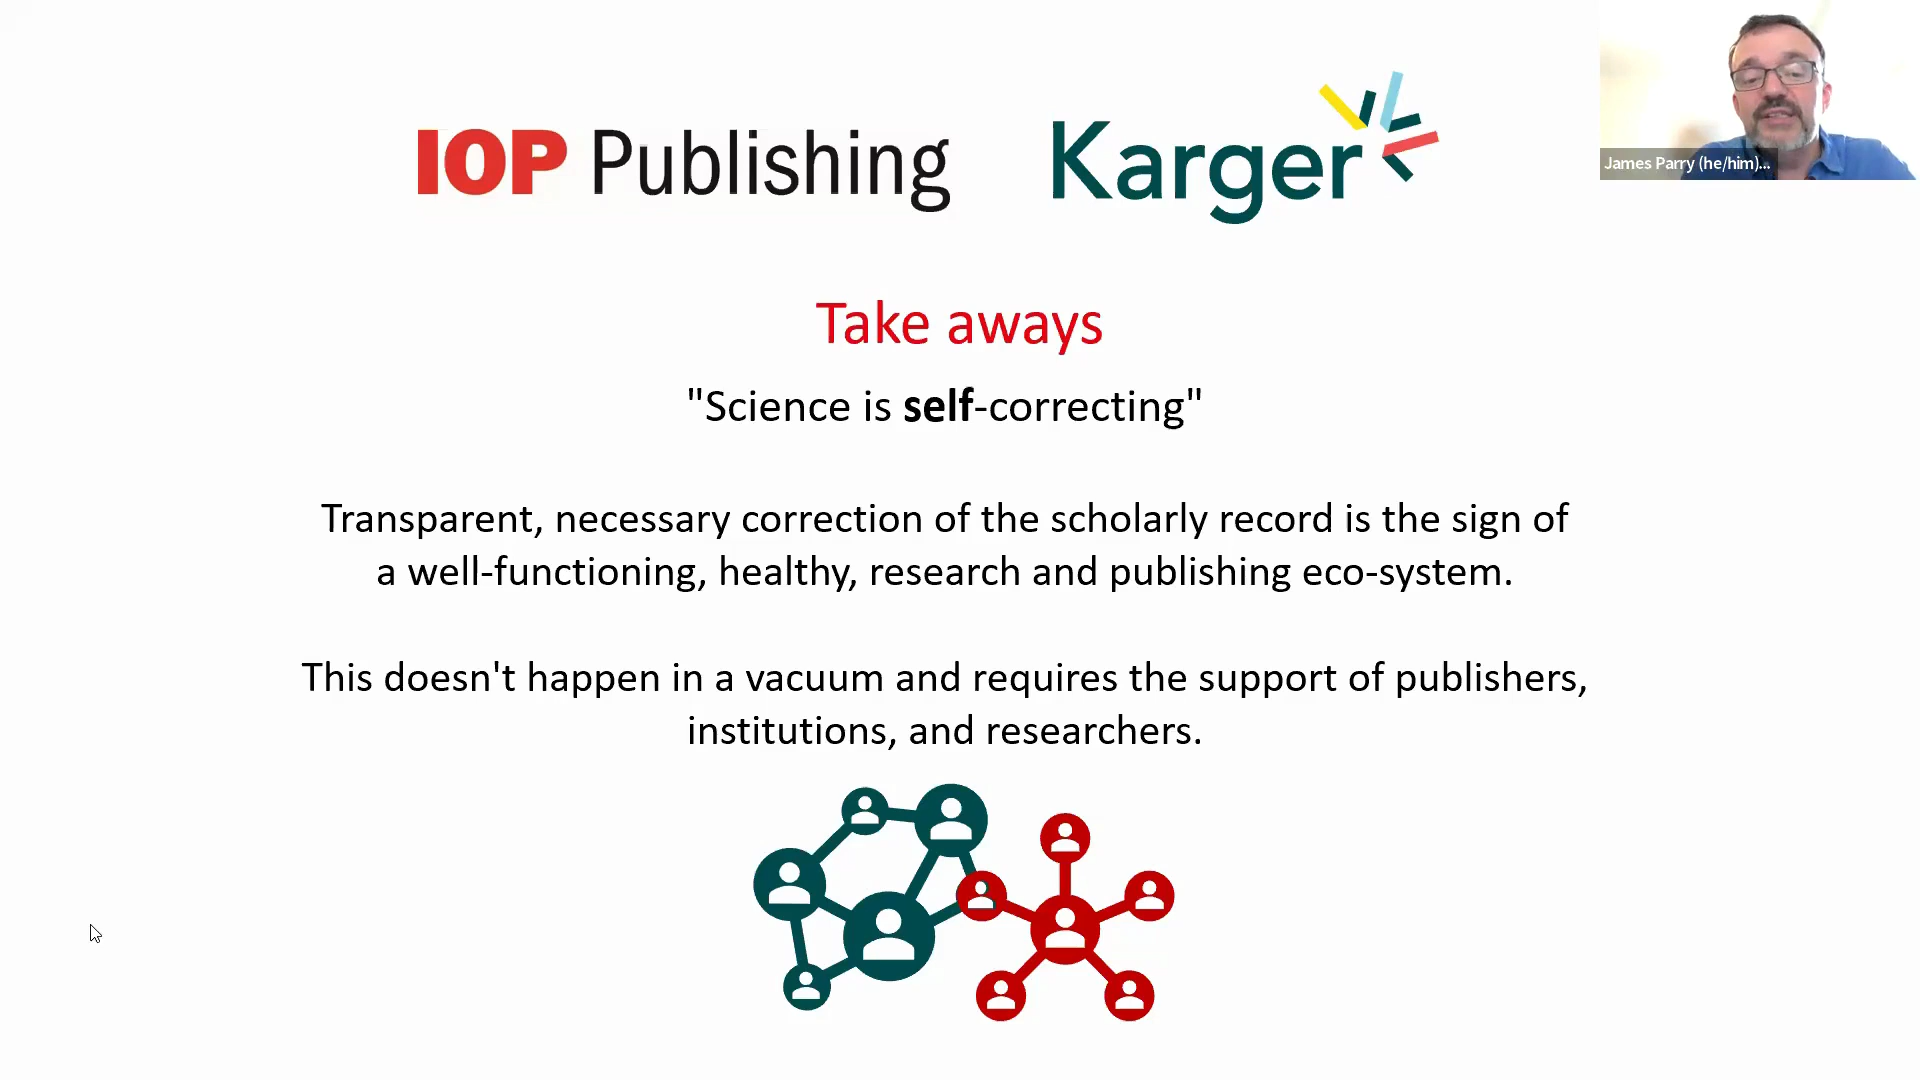 IOP Publishing
Karger
James Parry (he/him)...
Take aways
"Science is self-correcting"
Transparent, necessary correction of the scholarly record is the sign of
a well-functioning, healthy, research and publishing eco-system.
This doesn't happen in a vacuum and requires the support of publishers,
institutions, and researchers.